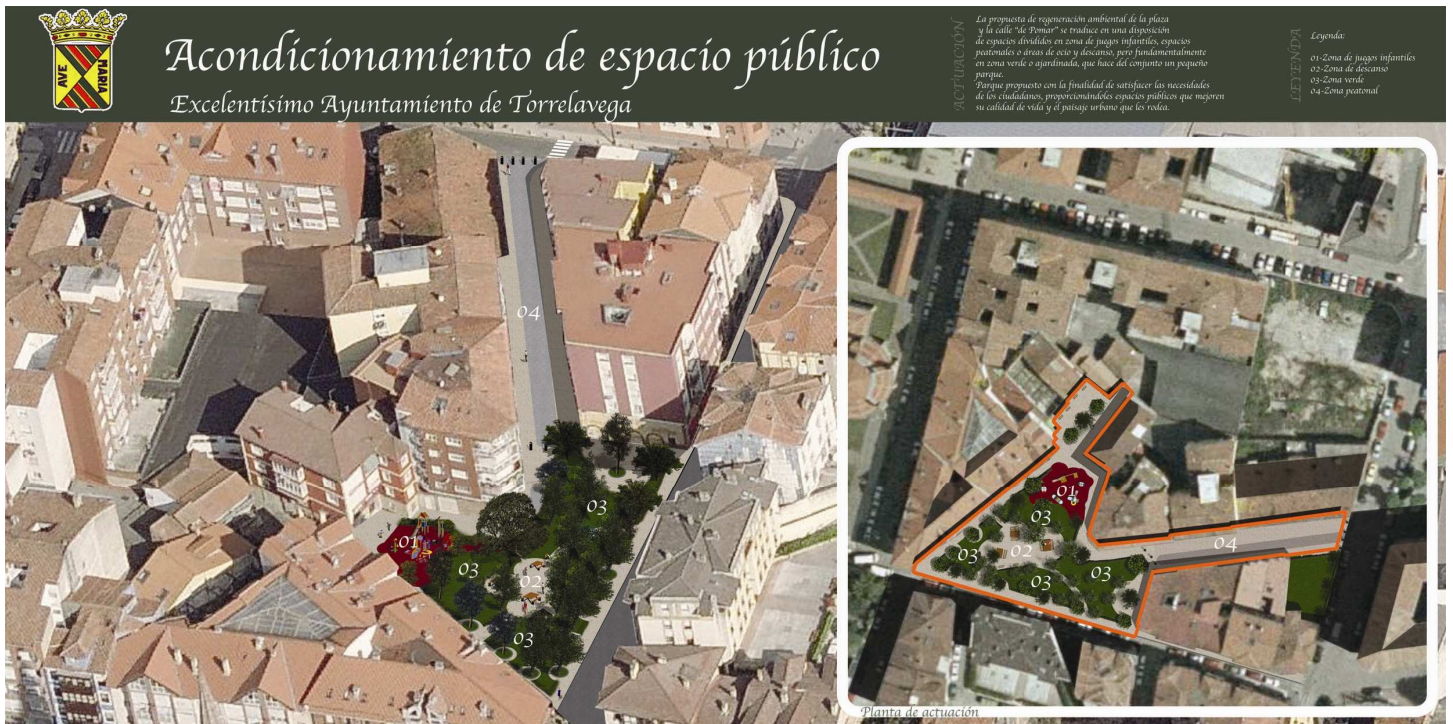 AVE
MARIA
Acondicionamiento de espacio público
Excelentísimo Ayuntamiento de Torrelavega
ACTUACIÓN
La propuesta de regeneración ambiental de la plaza
y la calle "de Pomar" se traduce en una disposición
de espacios divididos en zona de juegos infantiles, espacios
peatonales o áreas de ocio y descanso, pero fundamentalmente
en zona verde o ajardinada, que hace del conjunto un pequeño
parque.
Parque propuesto con la finalidad de satisfacer las necesidades
de los ciudadanos, proporcionándoles espacios públicos que mejoren
su calidad de vida y el paisaje urbano que les rodea.
LEYENDA
Leyenda:
01-Zona de juegos infantiles
02-Zona de descanso
03-Zona verde
04-Zona peatonal
04
03
01
03
02
03
01
03
03
02
03
03
04
Planta de actuación